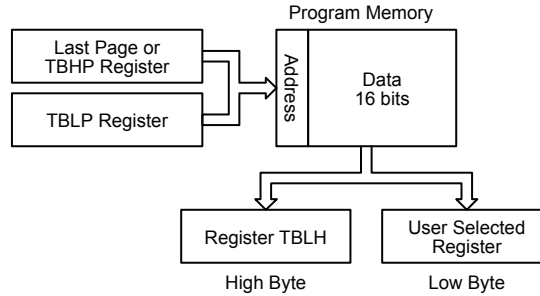 Program Memory
Last Page or
TBHP Register
TBLP Register
Address
Data
16 bits
Register TBLH
User Selected
Register
High Byte
Low Byte